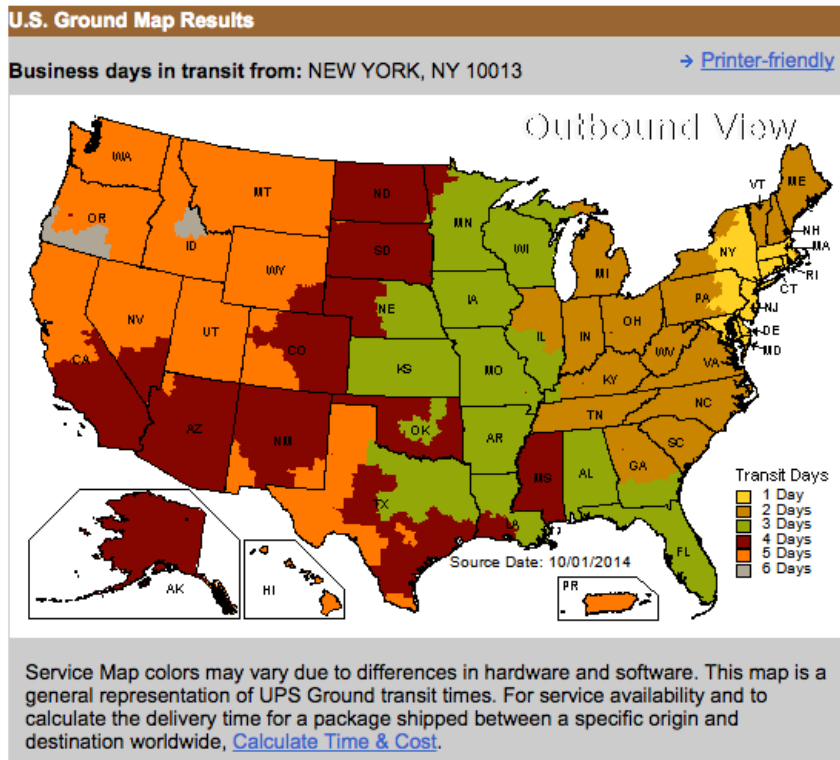 U.S. Ground Map Results
Business days in transit from: NEW YORK, NY 10013
→ Printer-friendly
Outbound View
WA
MT
ND
MN
VT
ME
OR
ID
SD
WI
NY
NH
MA
WY
MI
RI
CT
NE
IA
PA
NJ
NV
UT
CO
IL
IN
OH
DE
MD
CA
KS
MO
WV
VA
KY
AZ
NM
OK
AR
TN
NC
SC
MS
AL
GA
TX
LA
FL
Transit Days
1 Day
2 Days
3 Days
4 Days
5 Days
6 Days
Source Date: 10/01/2014
AK
HI
PR
Service Map colors may vary due to differences in hardware and software. This map is a
general representation of UPS Ground transit times. For service availability and to
calculate the delivery time for a package shipped between a specific origin and
destination worldwide, Calculate Time & Cost.